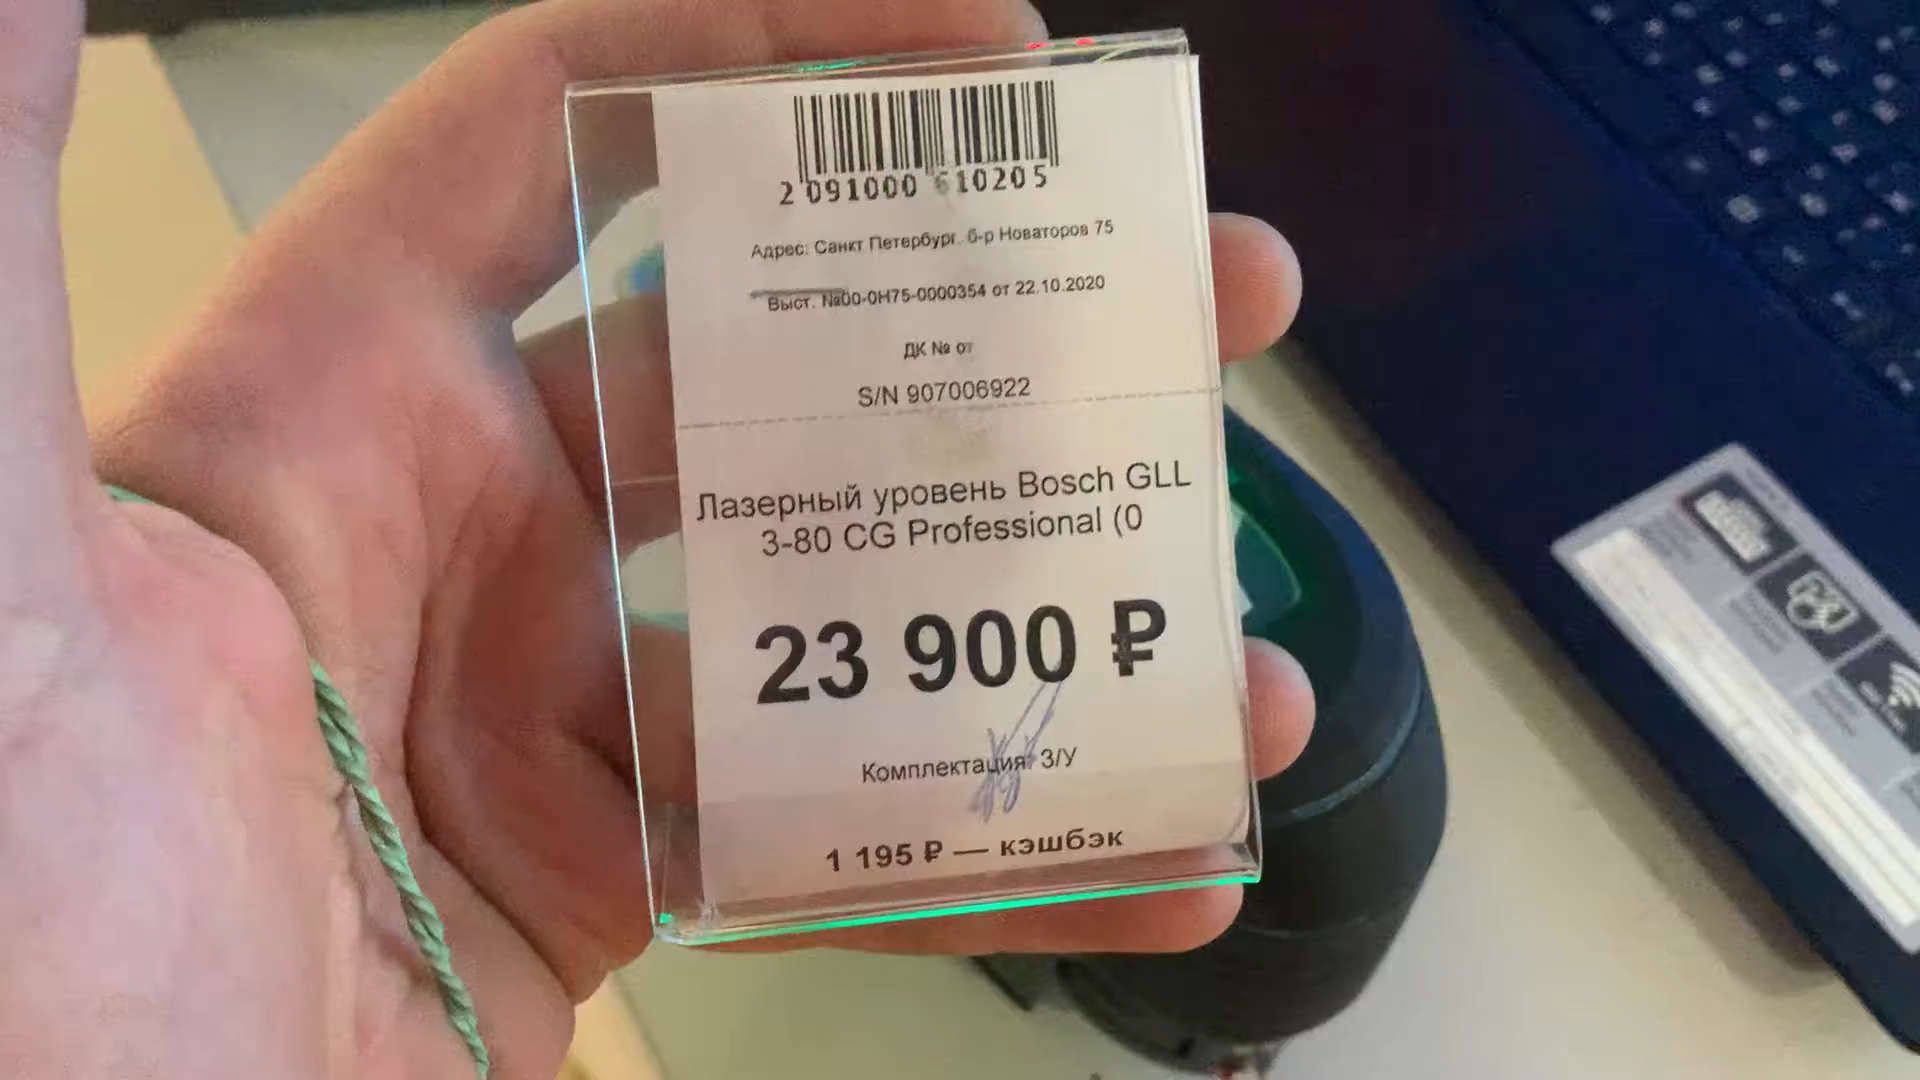 2 091000 610205
Адрес: Санкт Петербург. б-р Новаторов 75
Выст. №00-0Н75-0000354 от 22.10.2020
ДК № от
S/N 907006922
Лазерный уровень Bosch GLL
3-80 CG Professional (0
23 900 ₽
Комплектация: З/У
1 195 ₽ — кэшбэк